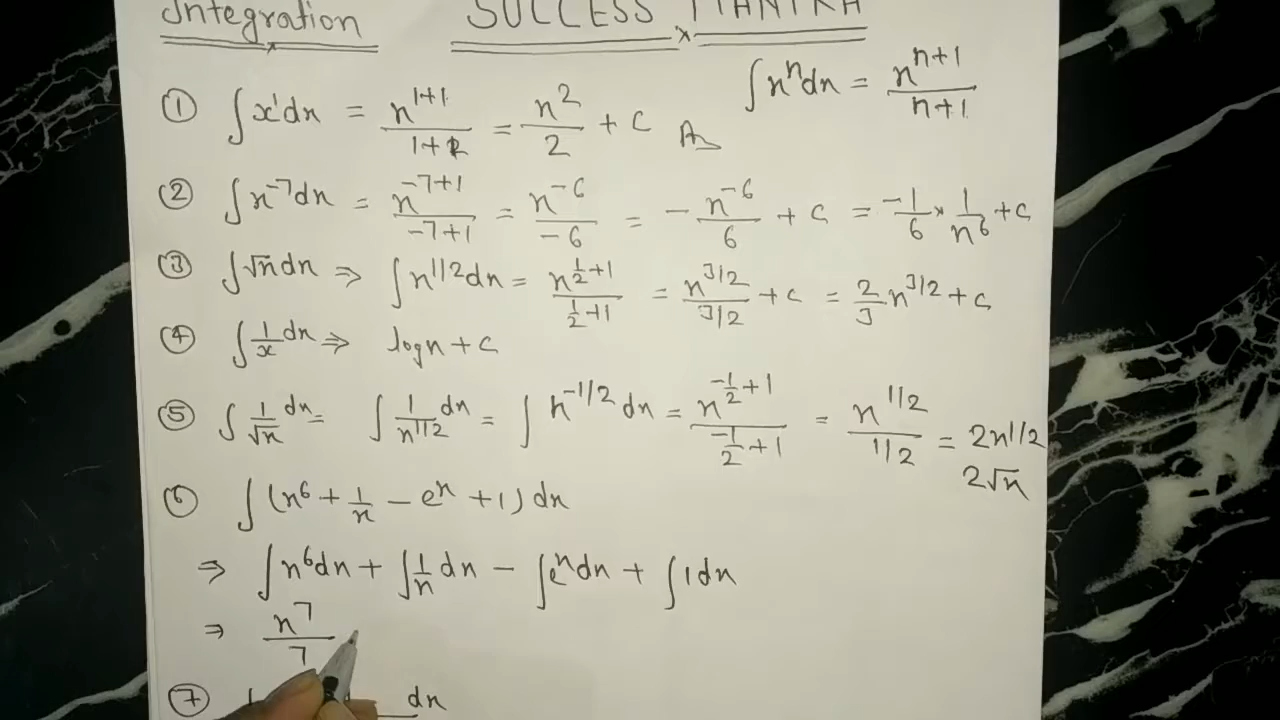 Integration SUCCESS MANTRA
∫xⁿdx = x^(n+1)/(n+1)
① ∫x¹dx = x^(1+1)/(1+1) = x²/2 + C Ans
② ∫x⁻⁷dx = x^(-7+1)/(-7+1) = x⁻⁶/-6 = -x⁻⁶/6 + C = -1/6 × 1/x⁶ + C
③ ∫√x dx ⇒ ∫x^(1/2)dx = x^(1/2+1)/(1/2+1) = x^(3/2)/(3/2) + C = 2/3 x^(3/2) + C
④ ∫1/x dx ⇒ logx + C
⑤ ∫1/√x dx = ∫1/x^(1/2) dx = ∫x^(-1/2) dx = x^(-1/2+1)/(-1/2+1) = x^(1/2)/(1/2) = 2x^(1/2)
2√x
⑥ ∫(x⁶ + 1/x - eˣ + 1) dx
⇒ ∫x⁶dx + ∫1/x dx - ∫eˣdx + ∫1dx
⇒ x⁷/7
⑦ dx